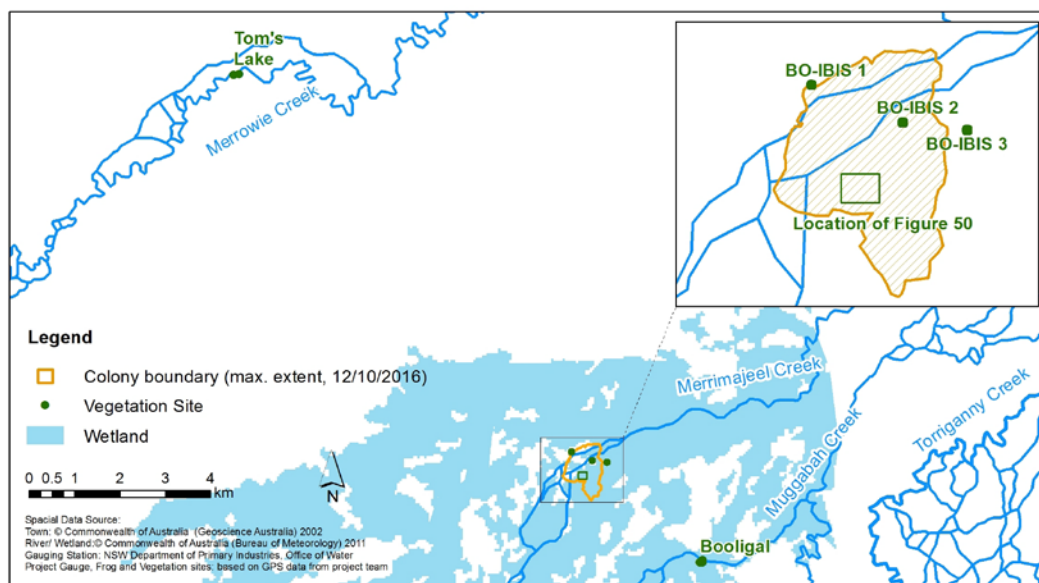 Tom's
Lake
Merrowie Creek
BO-IBIS 1
BO-IBIS 2
BO-IBIS 3
Location of Figure 50
Legend
Colony boundary (max. extent, 12/10/2016)
Vegetation Site
Wetland
0 0.5 1 2 3 4
km
N
Merrimajeel Creek
Muggabah Creek
Torriganny Creek
Booligal
Spacial Data Source:
Town: © Commonwealth of Australia (Geoscience Australia) 2002
River/ Wetland:© Commonwealth of Australia (Bureau of Meteorology) 2011
Gauging Station: NSW Department of Primary Industries, Office of Water
Project Gauge, Frog and Vegetation sites: based on GPS data from project team